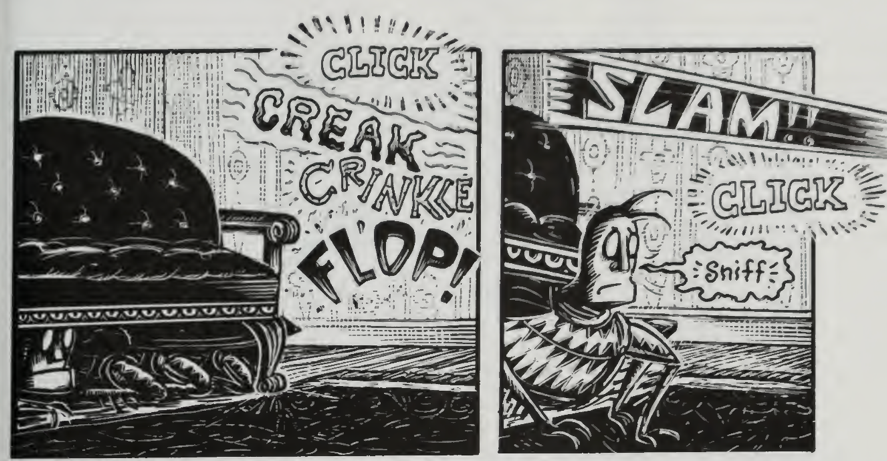 CLICK
CREAK
CRINKLE
FLOP!
SLAM!!
CLICK
Sniff